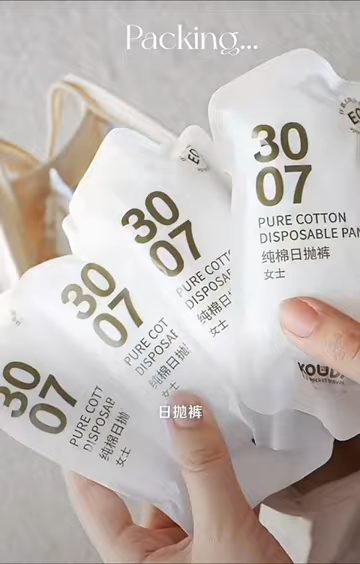 Packing...
30
07
PURE COTTON
DISPOSABLE PAN
纯棉日抛裤
女士
30
07
PURE COTT
DISPOSA
纯棉日抛
女士
30
07
PURE COT
DISPOSA
纯棉日抛
女士
30
07
PURE COTT
DISPOSAB
纯棉日抛
女士
日抛裤